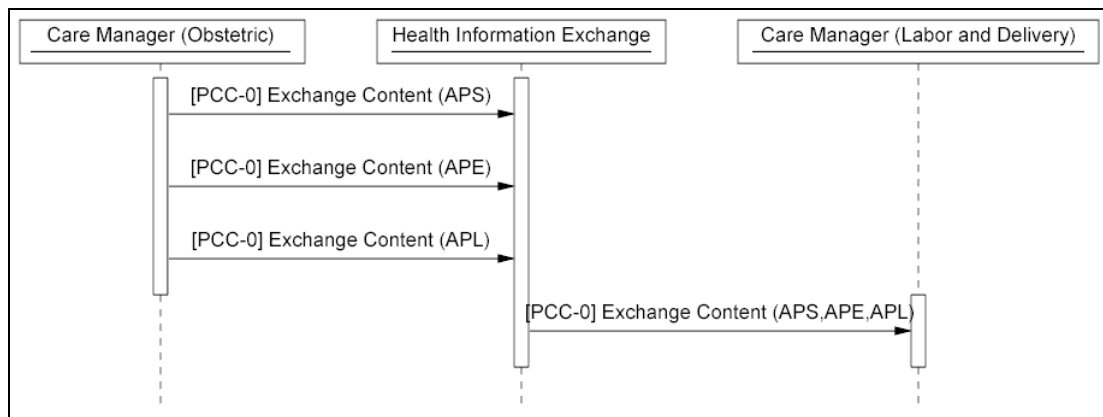 Care Manager (Obstetric)
Health Information Exchange
Care Manager (Labor and Delivery)
[PCC-0] Exchange Content (APS)
[PCC-0] Exchange Content (APE)
[PCC-0] Exchange Content (APL)
[PCC-0] Exchange Content (APS,APE,APL)